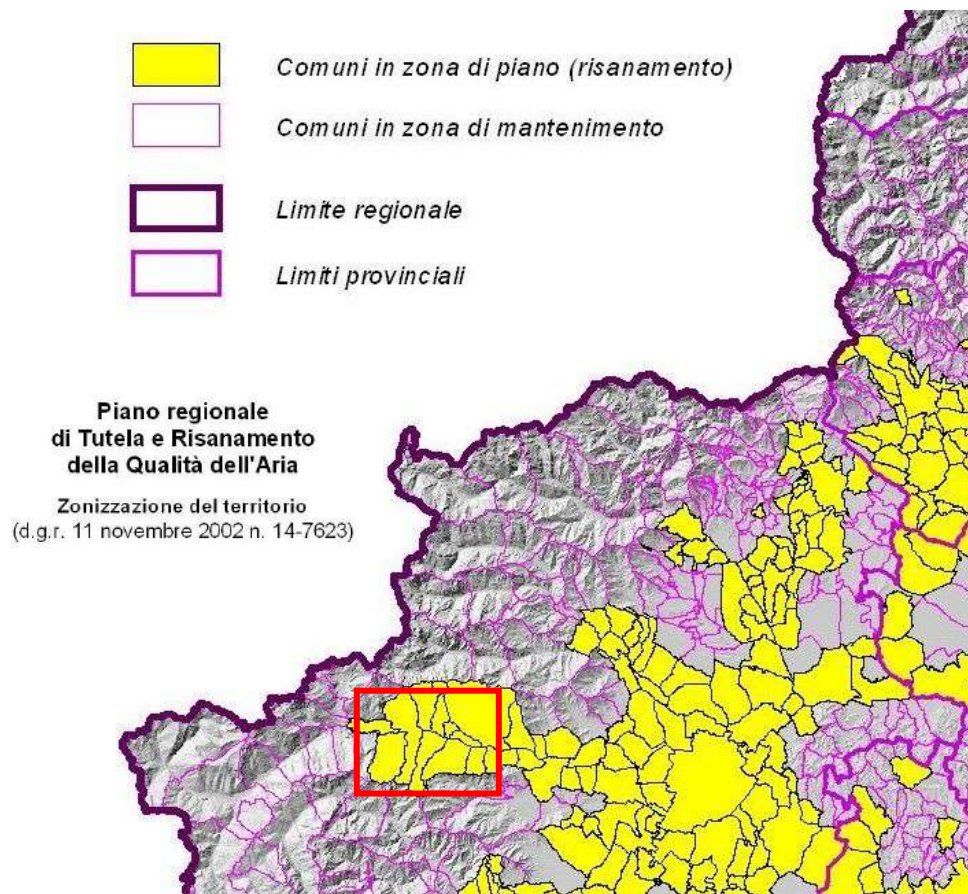 Comuni in zona di piano (risanamento)
Comuni in zona di mantenimento
Limite regionale
Limiti provinciali
Piano regionale
di Tutela e Risanamento
della Qualità dell'Aria
Zonizzazione del territorio
(d.g.r. 11 novembre 2002 n. 14-7623)